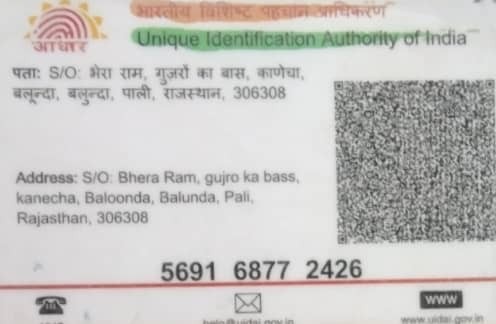 भारतीय विशिष्ट पहचान प्राधिकरण
आधार
Unique Identification Authority of India
पता: S/O: भेरा राम, गुजरों का बास, काणेचा,
बलून्दा, बलुन्दा, पाली, राजस्थान, 306308
Address: S/O: Bhera Ram, gujro ka bass,
kanecha, Baloonda, Balunda, Pali,
Rajasthan, 306308
5691 6877 2426
WWW
help@uidai.gov.in
www.uidai.gov.in